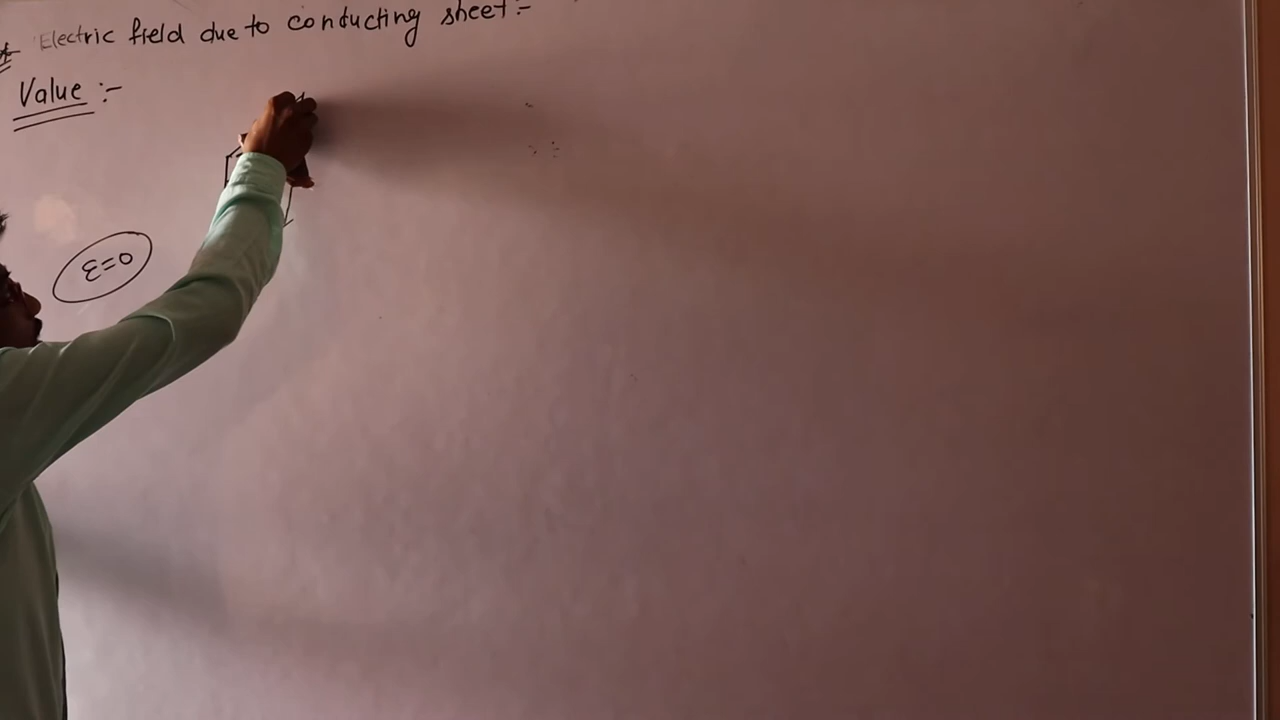 * Electric field due to conducting sheet:-
Value :-
ε=0